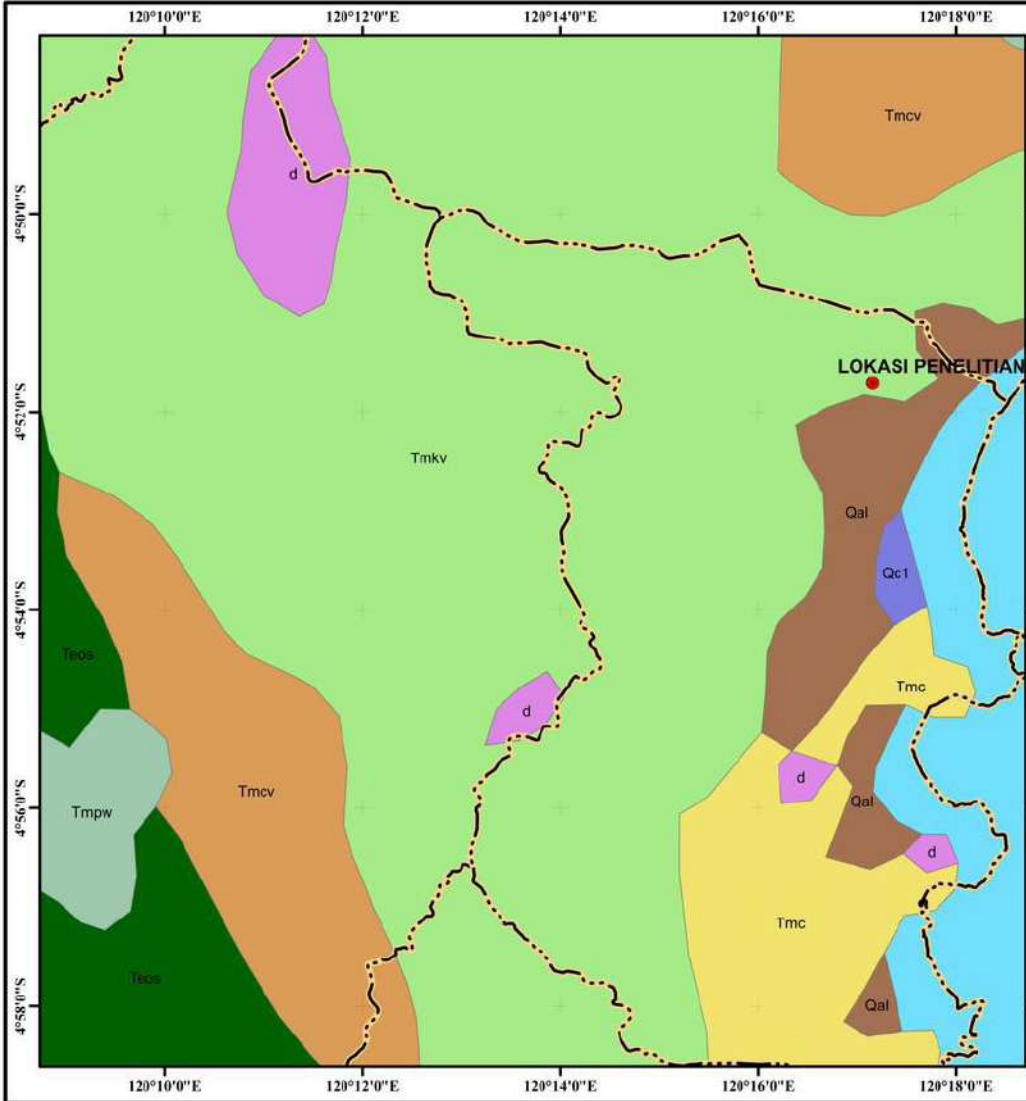 120°10'0"E 120°12'0"E 120°14'0"E 120°16'0"E 120°18'0"E
Tmcv
d
4°50'0"S
LOKASI PENELITIAN
4°52'0"S
Tmkv
Qal
Qc1
4°54'0"S
Teos
Tmc
d
d
Tmcv
4°56'0"S
Qal
Tmpw
d
Tmc
Teos
4°58'0"S
Qal
120°10'0"E 120°12'0"E 120°14'0"E 120°16'0"E 120°18'0"E